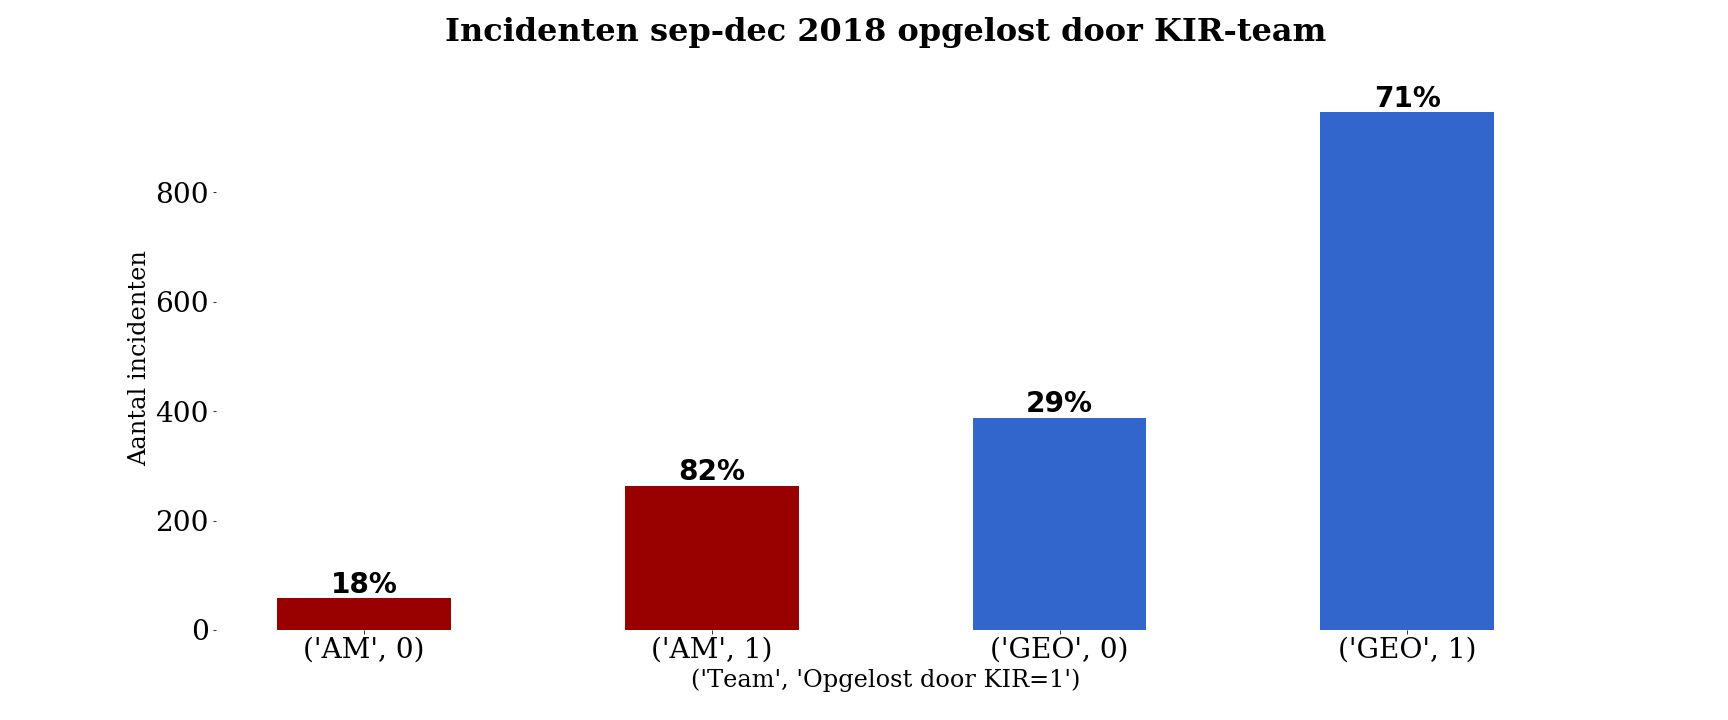 Incidenten sep-dec 2018 opgelost door KIR-team
71%
800
600
Aantal incidenten
400
29%
82%
200
18%
0
('AM', 0)
('AM', 1)
('GEO', 0)
('GEO', 1)
('Team', 'Opgelost door KIR=1')